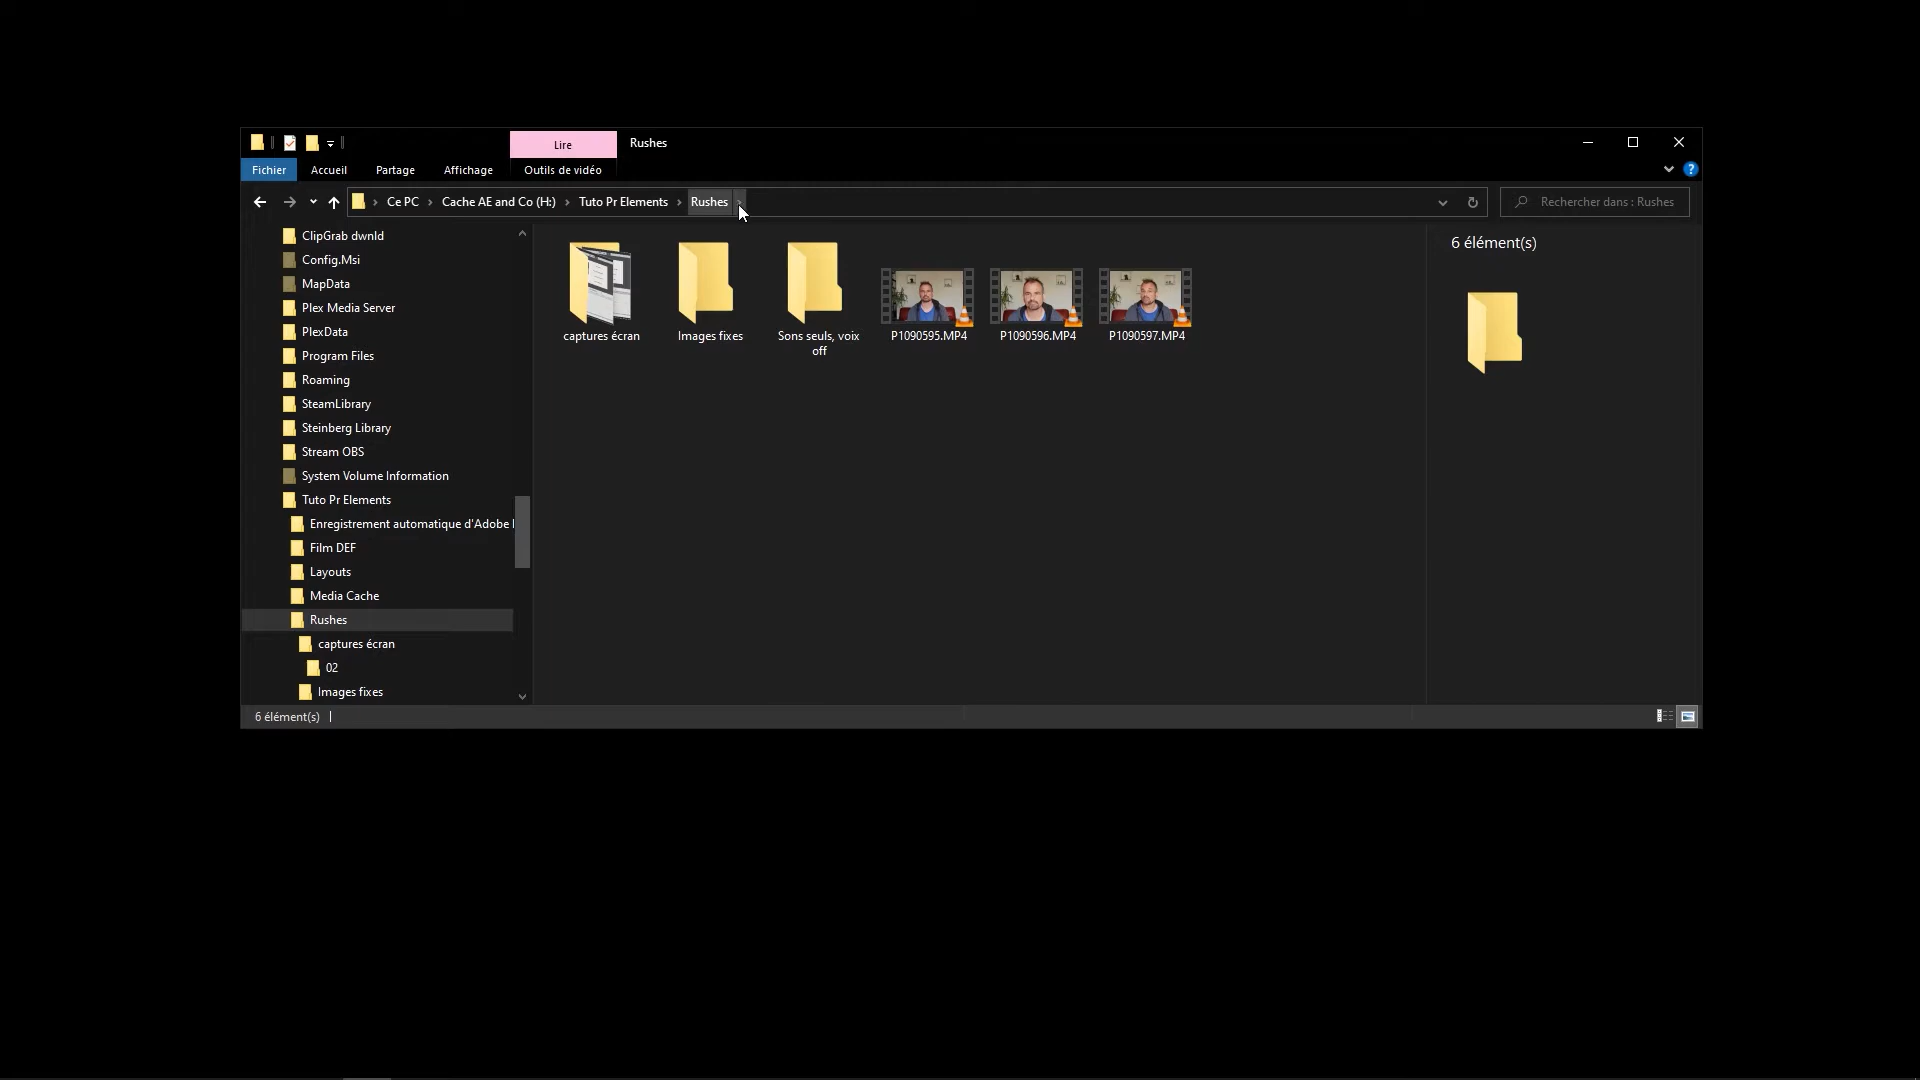 Lire
Rushes
Fichier
Accueil
Partage
Affichage
Outils de vidéo
Ce PC › Cache AE and Co (H:) › Tuto Pr Elements › Rushes
Rechercher dans : Rushes
ClipGrab dwnld
Config.Msi
MapData
Plex Media Server
PlexData
Program Files
Roaming
SteamLibrary
Steinberg Library
Stream OBS
System Volume Information
Tuto Pr Elements
Enregistrement automatique d'Adobe
Film DEF
Layouts
Media Cache
Rushes
captures écran
02
Images fixes
captures écran
Images fixes
Sons seuls, voix
off
P1090595.MP4
P1090596.MP4
P1090597.MP4
6 élément(s)
6 élément(s)